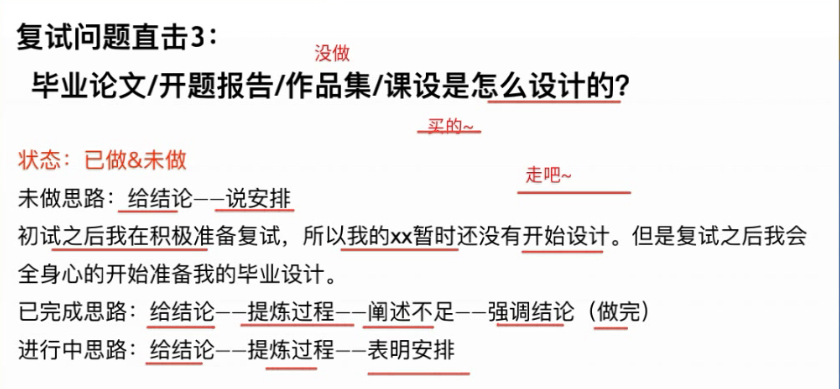 复试问题直击3：
没做
毕业论文/开题报告/作品集/课设是怎么设计的？
买的~
状态：已做&未做
走吧~
未做思路：给结论——说安排
初试之后我在积极准备复试，所以我的xx暂时还没有开始设计。但是复试之后我会
全身心的开始准备我的毕业设计。
已完成思路：给结论——提炼过程——阐述不足——强调结论（做完）
进行中思路：给结论——提炼过程——表明安排